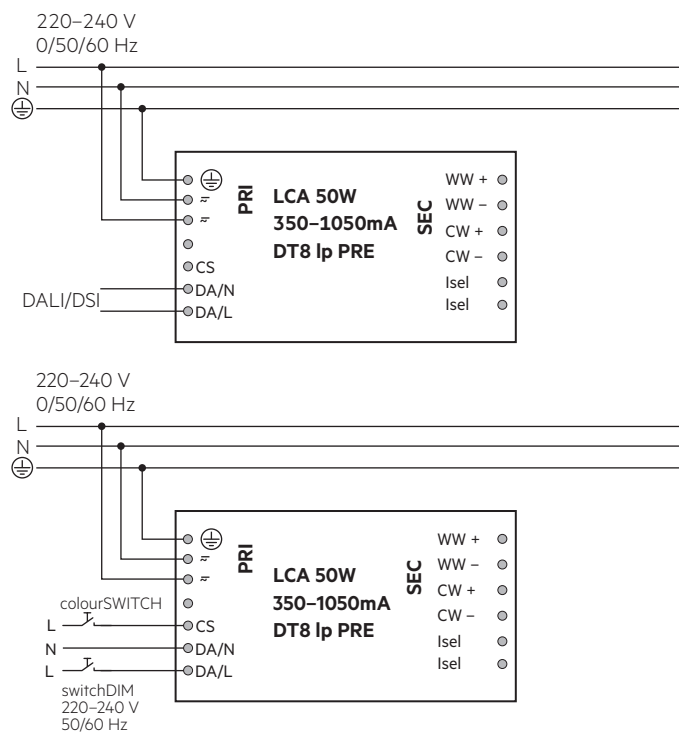 220–240 V
0/50/60 Hz
L
N
PRI
LCA 50W
350–1050mA
DT8 lp PRE
SEC
WW +
WW –
CW +
CW –
Isel
Isel
CS
DA/N
DA/L
DALI/DSI
220–240 V
0/50/60 Hz
L
N
PRI
LCA 50W
350–1050mA
DT8 lp PRE
SEC
WW +
WW –
CW +
CW –
Isel
Isel
colourSWITCH
L
CS
N
DA/N
L
DA/L
switchDIM
220–240 V
50/60 Hz